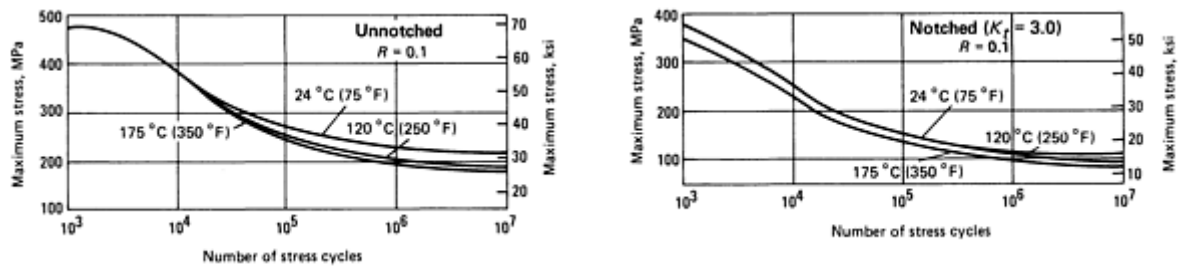 Unnotched
R = 0.1
24 °C (75 °F)
120 °C (250 °F)
175 °C (350 °F)
Maximum stress, MPa
500
400
300
200
100
Maximum stress, ksi
70
60
50
40
30
20
10³ 10⁴ 10⁵ 10⁶ 10⁷
Number of stress cycles
Notched (Kt = 3.0)
R = 0.1
24 °C (75 °F)
120 °C (250 °F)
175 °C (350 °F)
Maximum stress, MPa
400
300
200
100
Maximum stress, ksi
50
40
30
20
10
10³ 10⁴ 10⁵ 10⁶ 10⁷
Number of stress cycles